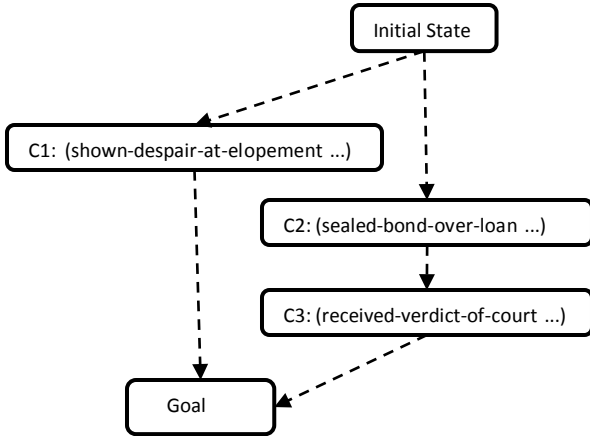 Initial State
C1: (shown-despair-at-elopement ...)
C2: (sealed-bond-over-loan ...)
C3: (received-verdict-of-court ...)
Goal